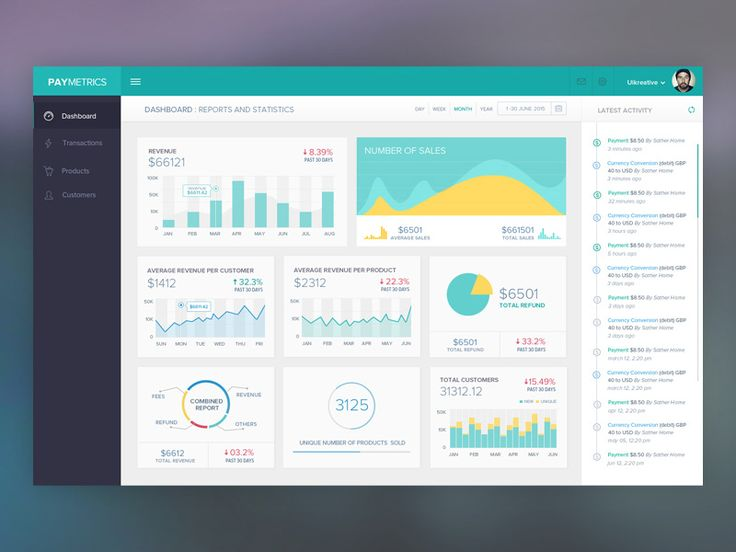 PAYMETRICS
UIkreative
Dashboard
Transactions
Products
Customers
DASHBOARD : REPORTS AND STATISTICS
DAY WEEK MONTH YEAR 1-30 JUNE 2015
REVENUE
$66121
↓8.39%
PAST 30 DAYS
150K
100K
50K
10K
0
REVENUE
$6611.62
JAN FEB MAR APR MAY JUN JUL AUG
NUMBER OF SALES
$6501
AVERAGE SALES
$661501
TOTAL SALES
AVERAGE REVENUE PER CUSTOMER
$1412
↑32.3%
PAST 30 DAYS
50K
10K
0
SUN MON TUE WED THU FRI
AVERAGE REVENUE PER PRODUCT
$2312
↓22.3%
PAST 30 DAYS
50K
10K
0
JAN FEB MAR APR MAY JUN
$6501
TOTAL REFUND
$6501
TOTAL REFUND
↓33.2%
PAST 30 DAYS
COMBINED
REPORT
FEES
REVENUE
REFUND
OTHERS
$6612
TOTAL REVENUE
↓03.2%
PAST 30 DAYS
3125
UNIQUE NUMBER OF PRODUCTS SOLD
TOTAL CUSTOMERS
31312.12
↓15.49%
PAST 30 DAYS
NEW UNIQUE
50K
10K
0
JAN FEB MAR APR MAY JUN
LATEST ACTIVITY
Payment $8.50 By Sather Home
3 minutes ago
Currency Conversion (debit) GBP
40 to USD By Sather Home
3 minutes ago
Payment $8.50 By Sather Home
32 minutes ago
Currency Conversion (debit) GBP
40 to USD By Sather Home
3 hours ago
Payment $8.50 By Sather Home
5 hours ago
Currency Conversion (debit) GBP
40 to USD By Sather Home
3 days ago
Payment $8.50 By Sather Home
3 days ago
Currency Conversion (debit) GBP
40 to USD By Sather Home
3 days ago
Payment $8.50 By Sather Home
march 12, 2.20 pm
Currency Conversion (debit) GBP
40 to USD By Sather Home
march 12, 2.20 pm
Payment $8.50 By Sather Home
apr 12, 2.20 pm
Currency Conversion (debit) GBP
40 to USD By Sather Home
may 05, 12.20 pm
Payment $8.50 By Sather Home
jun 12, 2.20 pm